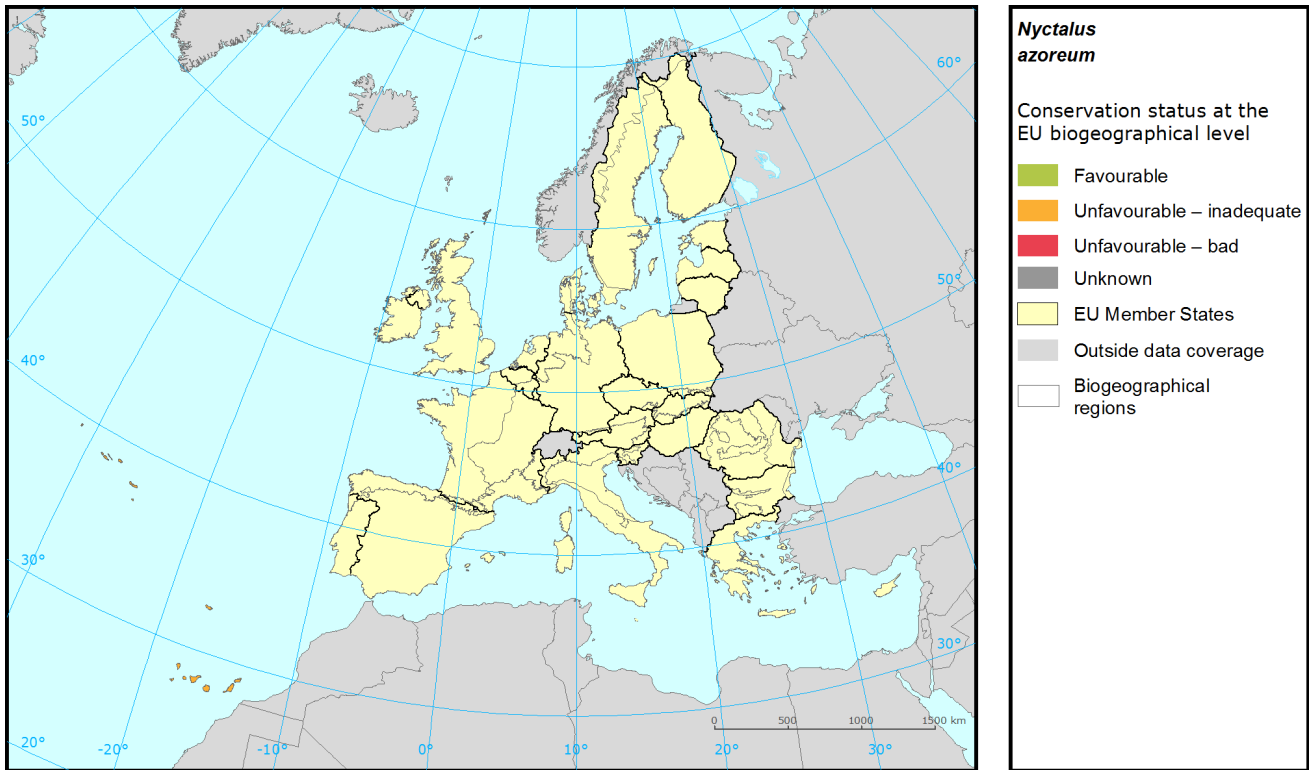 Nyctalus
azoreum
Conservation status at the
EU biogeographical level
Favourable
Unfavourable – inadequate
Unfavourable – bad
Unknown
EU Member States
Outside data coverage
Biogeographical
regions
60°
50°
50°
40°
40°
30°
30°
20°
-20°
-10°
0°
10°
20°
30°
0
500
1000
1500 km